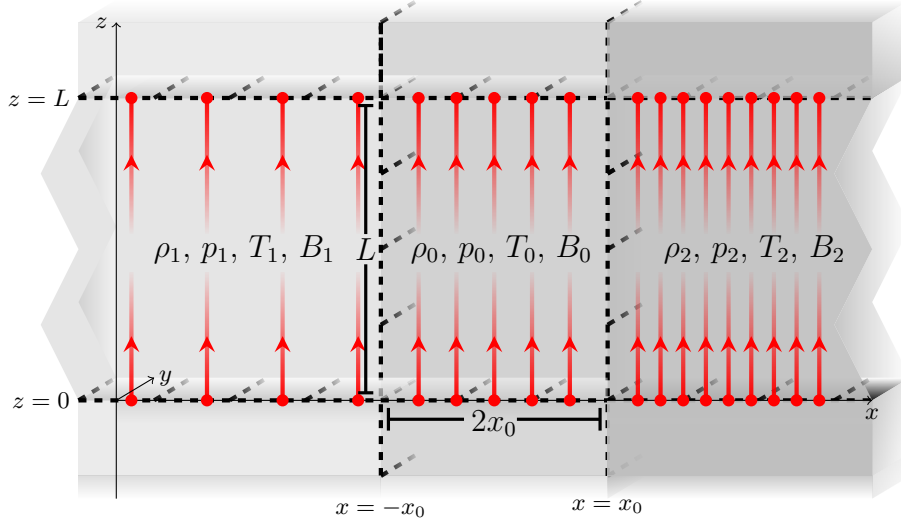 z
z = L
ρ₁, p₁, T₁, B₁
L
ρ₀, p₀, T₀, B₀
ρ₂, p₂, T₂, B₂
y
z = 0
x
2x₀
x = −x₀
x = x₀